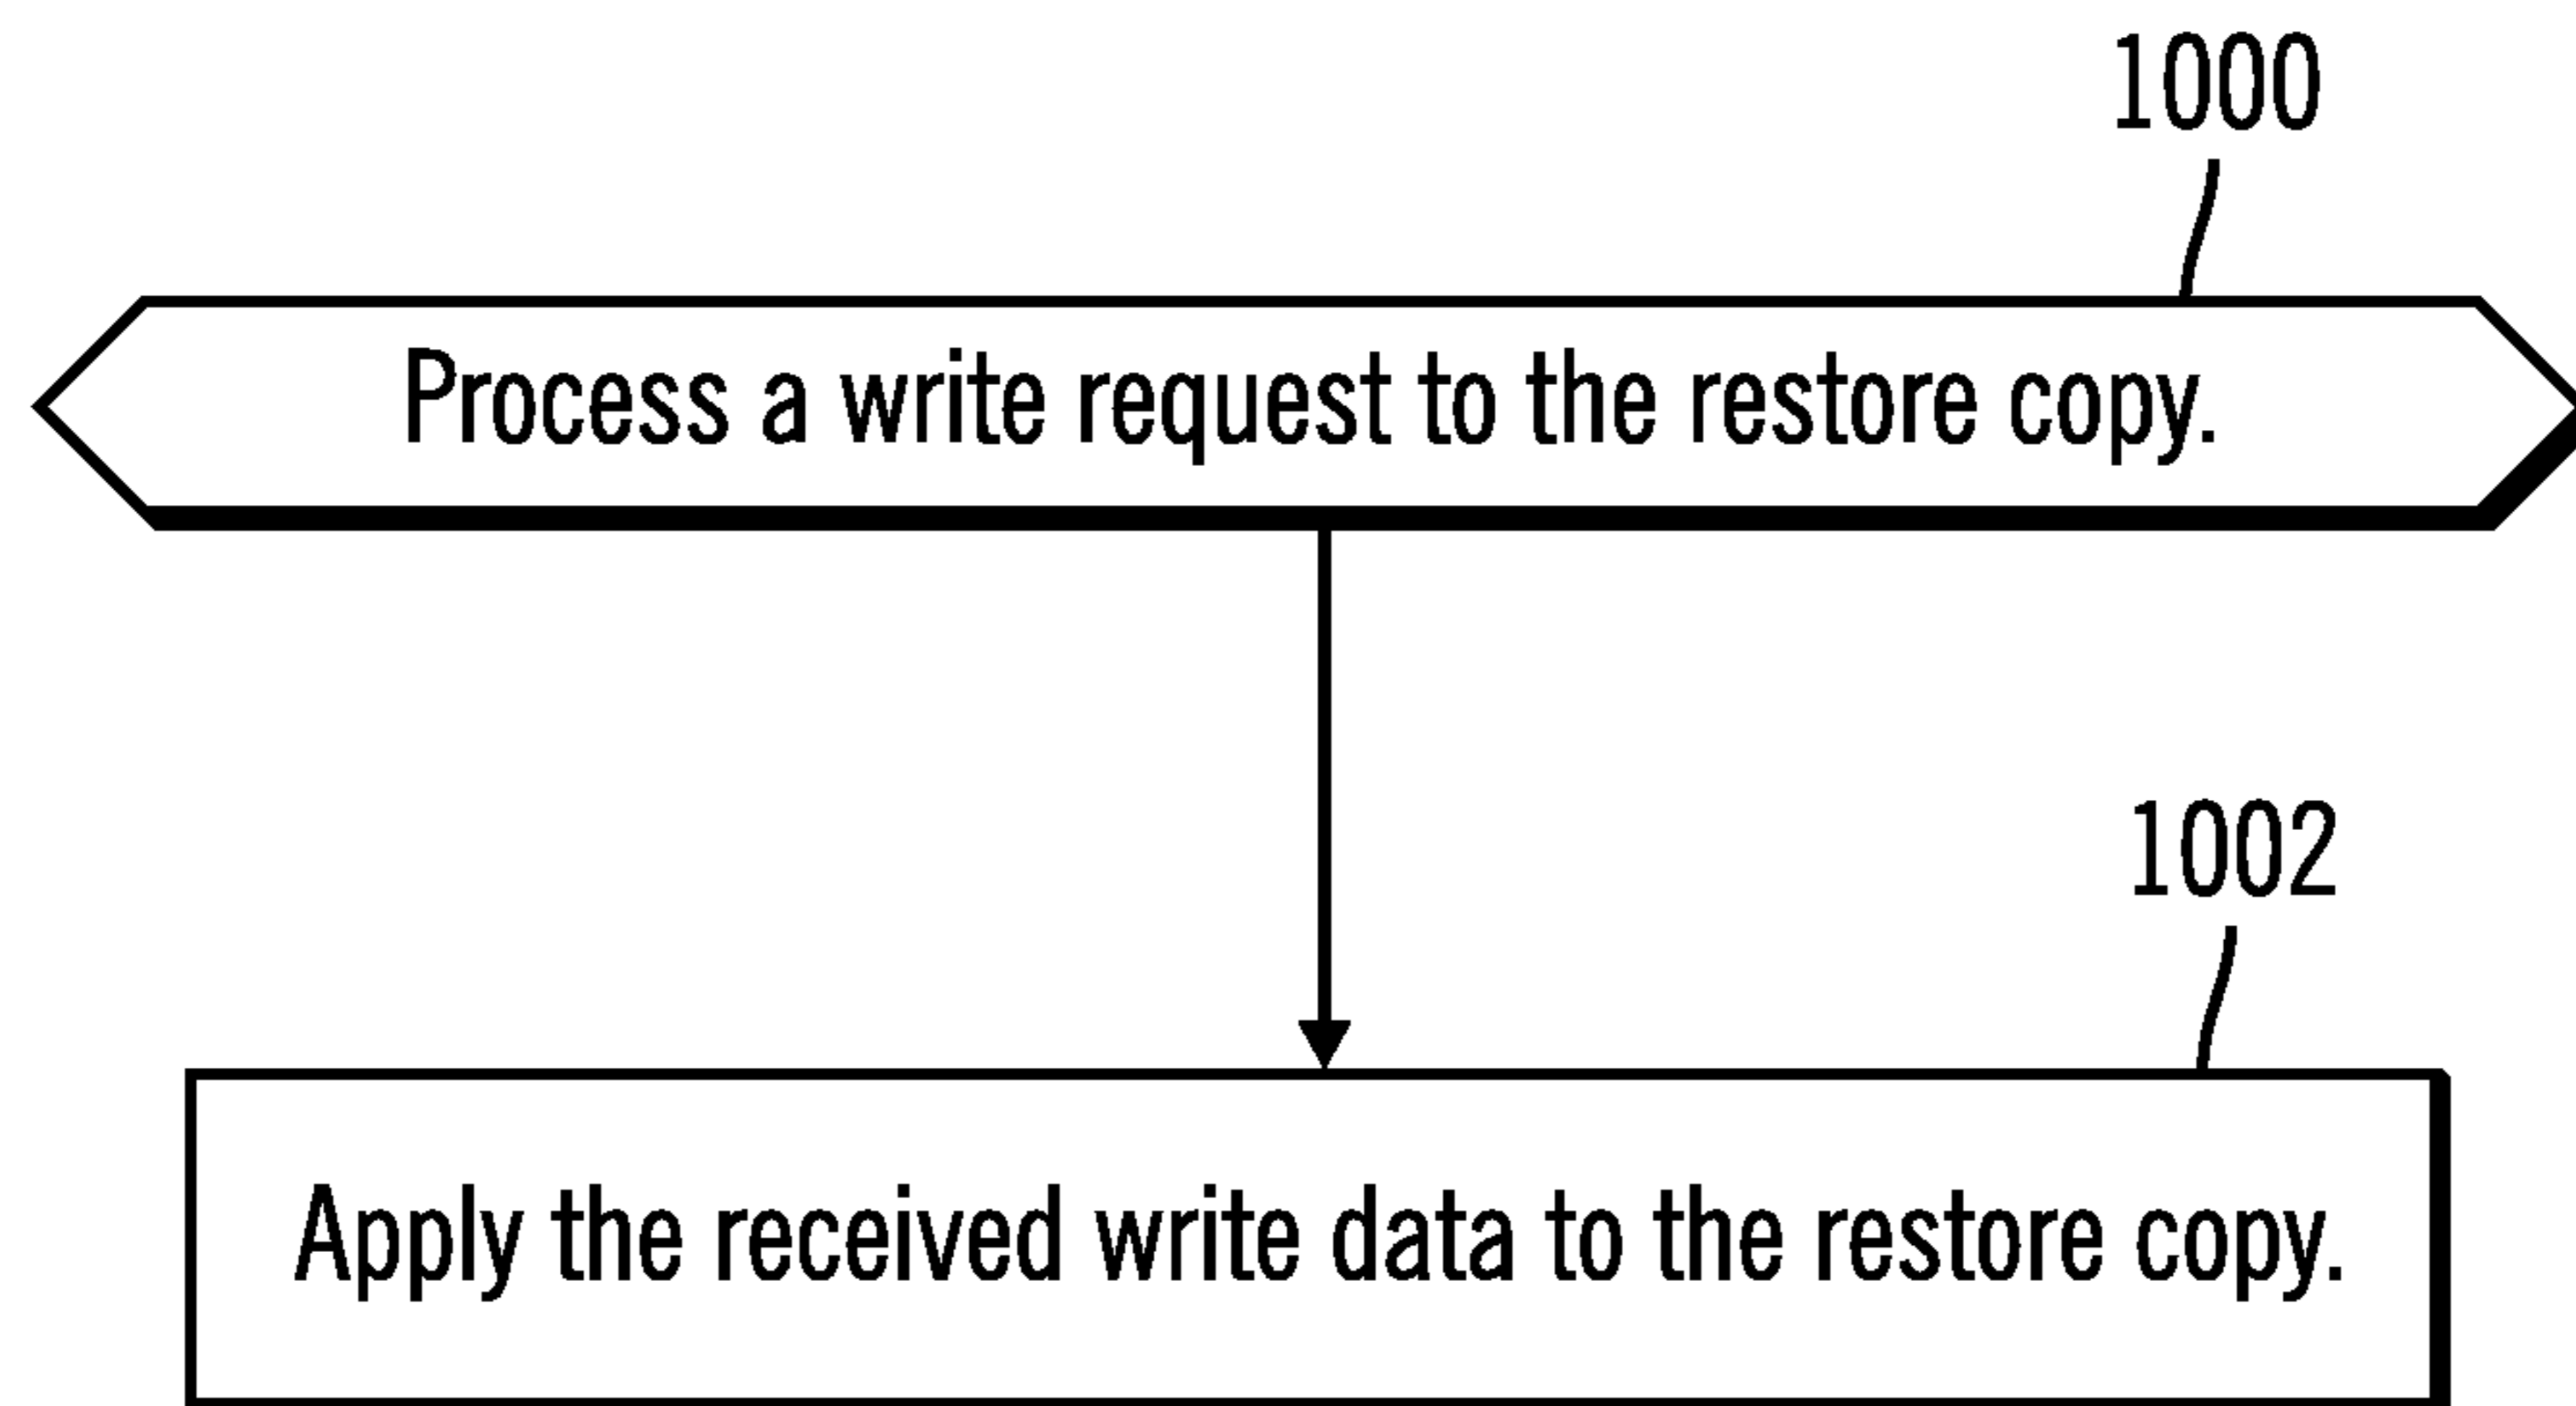 1000
Process a write request to the restore copy.
1002
Apply the received write data to the restore copy.